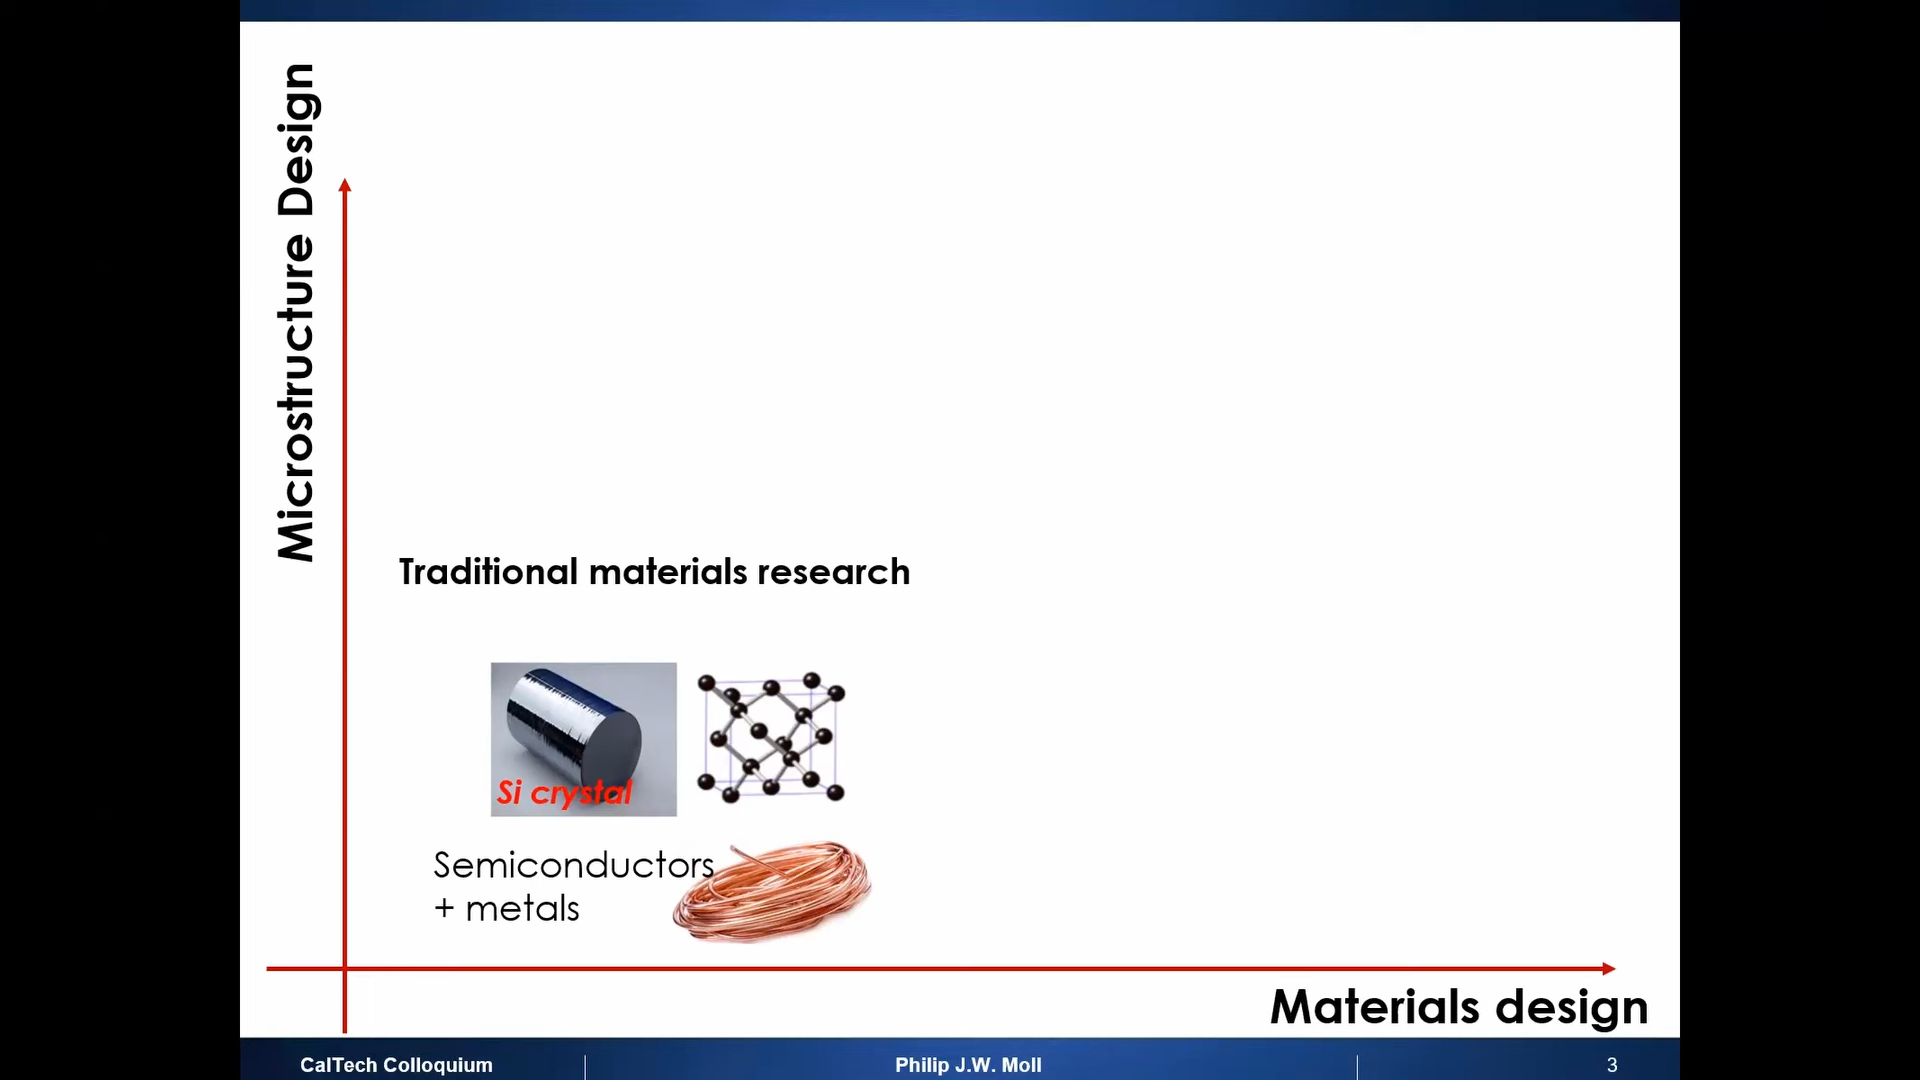 Microstructure Design
Traditional materials research
Si crystal
Semiconductors
+ metals
Materials design
CalTech Colloquium
Philip J.W. Moll
3